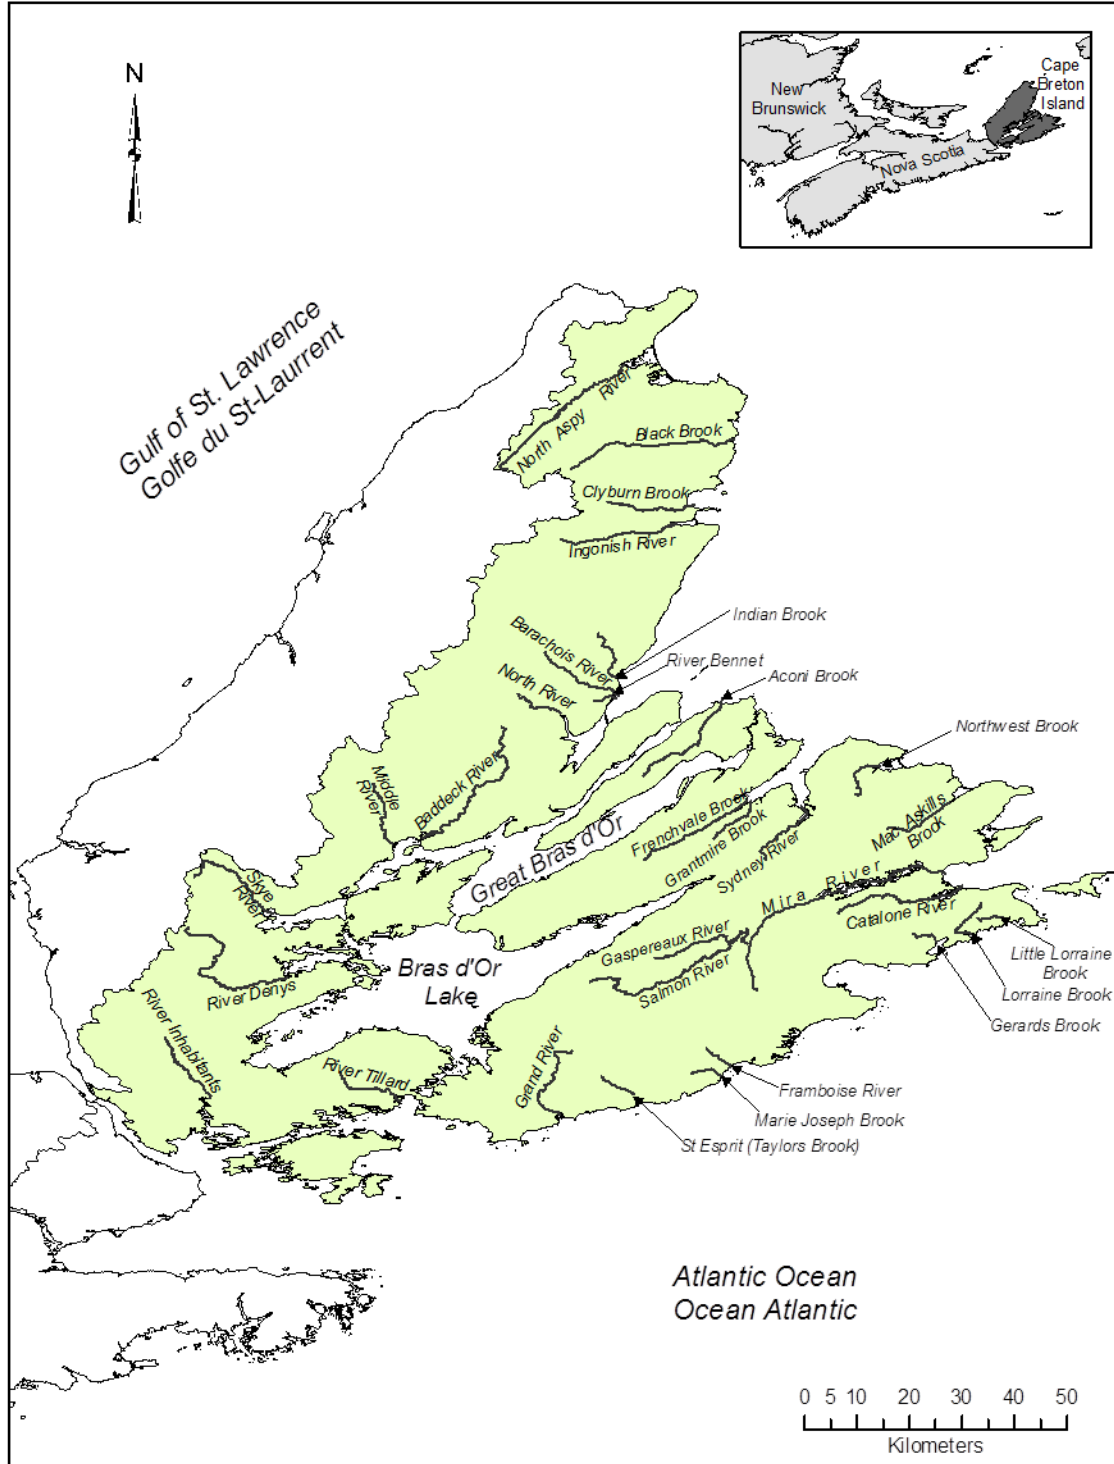 N
New
Brunswick
Cape
Breton
Island
Nova Scotia
Gulf of St. Lawrence
Golfe du St-Laurrent
North Aspy River
Black Brook
Clyburn Brook
Ingonish River
Indian Brook
Barachois River
River Bennet
Aconi Brook
North River
Northwest Brook
Middle
River
Baddeck River
Great Bras d'Or
Frenchvale Brook
Grantmire
Brook
Sydney River
Mac Askills
Brook
Mira River
Catalone River
Skye
River
Gaspereaux River
Salmon River
Bras d'Or
Lake
River Denys
Little Lorraine
Brook
Lorraine Brook
Gerards Brook
River Inhabitants
River Tillard
Grand River
Framboise River
Marie Joseph Brook
St Esprit (Taylors Brook)
Atlantic Ocean
Ocean Atlantic
0 5 10 20 30 40 50
Kilometers